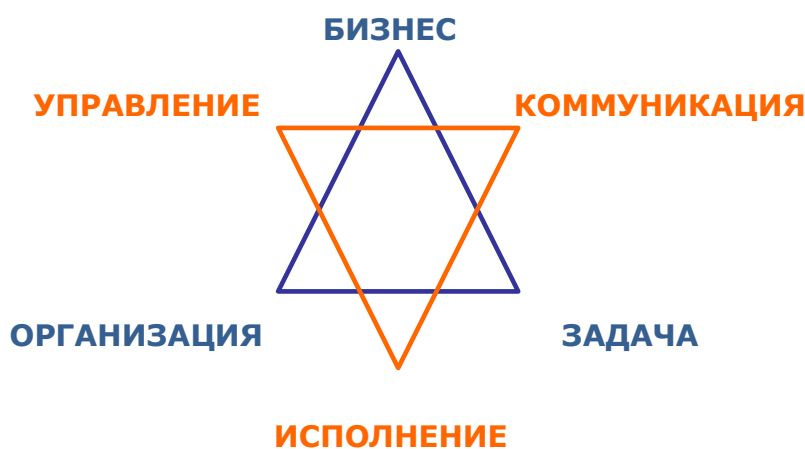 БИЗНЕС
УПРАВЛЕНИЕ
КОММУНИКАЦИЯ
ОРГАНИЗАЦИЯ
ЗАДАЧА
ИСПОЛНЕНИЕ